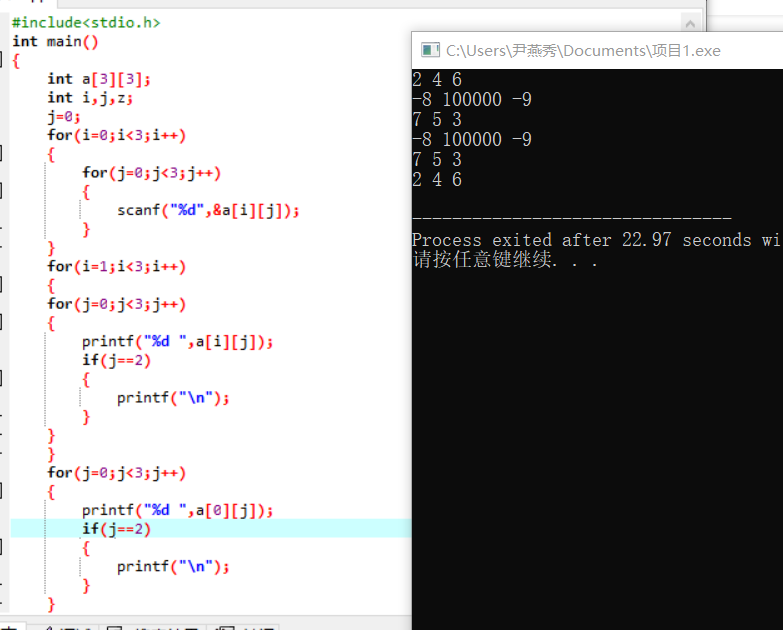 #include<stdio.h>
int main()
{
int a[3][3];
int i,j,z;
j=0;
for(i=0;i<3;i++)
{
for(j=0;j<3;j++)
{
scanf("%d",&a[i][j]);
}
}
for(i=1;i<3;i++)
{
for(j=0;j<3;j++)
{
printf("%d ",a[i][j]);
if(j==2)
{
printf("\n");
}
}
}
for(j=0;j<3;j++)
{
printf("%d ",a[0][j]);
if(j==2)
{
printf("\n");
}
}
C:\Users\尹燕秀\Documents\项目1.exe
2 4 6
-8 100000 -9
7 5 3
-8 100000 -9
7 5 3
2 4 6
--------------------------------
Process exited after 22.97 seconds wi
请按任意键继续. . .